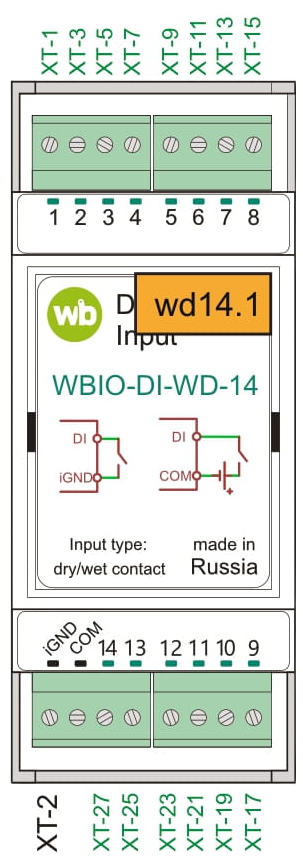 XT-1 XT-3 XT-5 XT-7 XT-9 XT-11 XT-13 XT-15
1 2 3 4 5 6 7 8
wb D
wd14.1
Input
WBIO-DI-WD-14
DI DI
iGND COM
+
Input type: made in
dry/wet contact Russia
iGND COM 14 13 12 11 10 9
XT-2 XT-27 XT-25 XT-23 XT-21 XT-19 XT-17